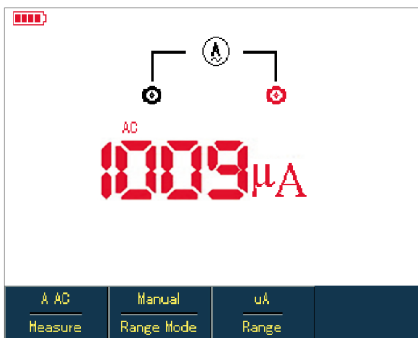 A
AC
1009μA
A AC Manual uA
Measure Range Mode Range